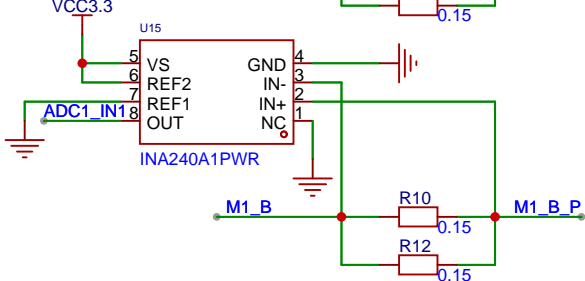 VCC3.3
0.15
U15
5 VS GND 4
6 REF2 IN- 3
7 REF1 IN+ 2
ADC1_IN1 8 OUT NC 1
INA240A1PWR
M1_B R10 0.15 M1_B_P
R12
0.15